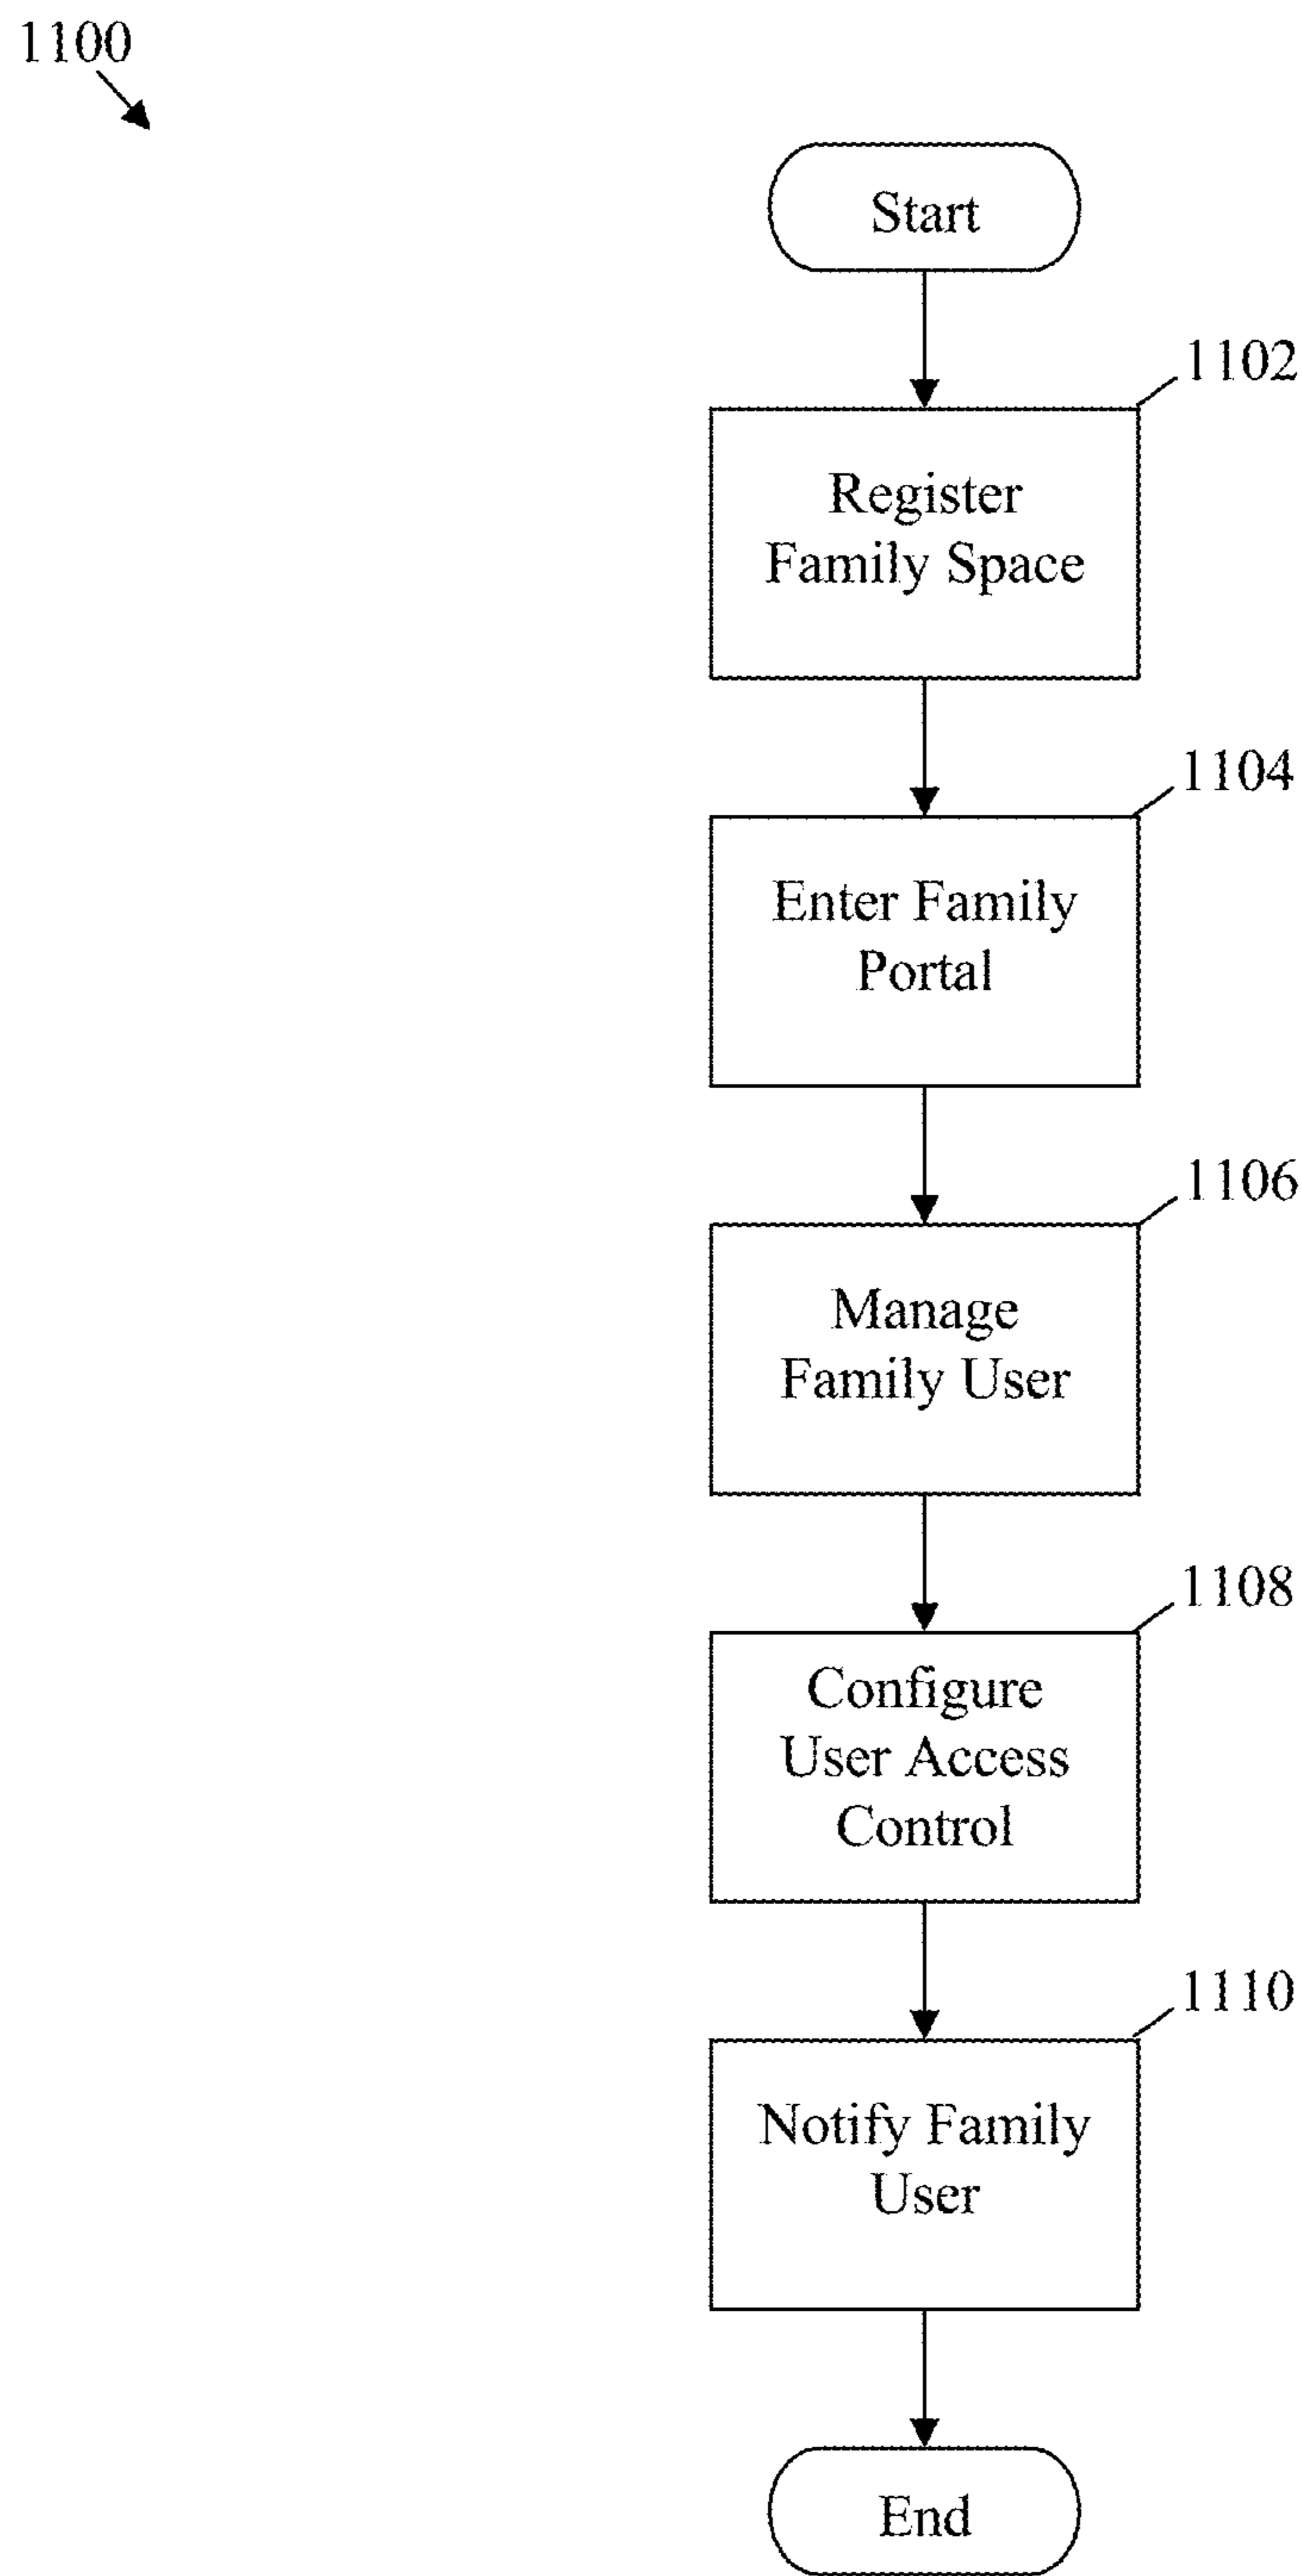 1100
Start
1102
Register
Family Space
1104
Enter Family
Portal
1106
Manage
Family User
1108
Configure
User Access
Control
1110
Notify Family
User
End